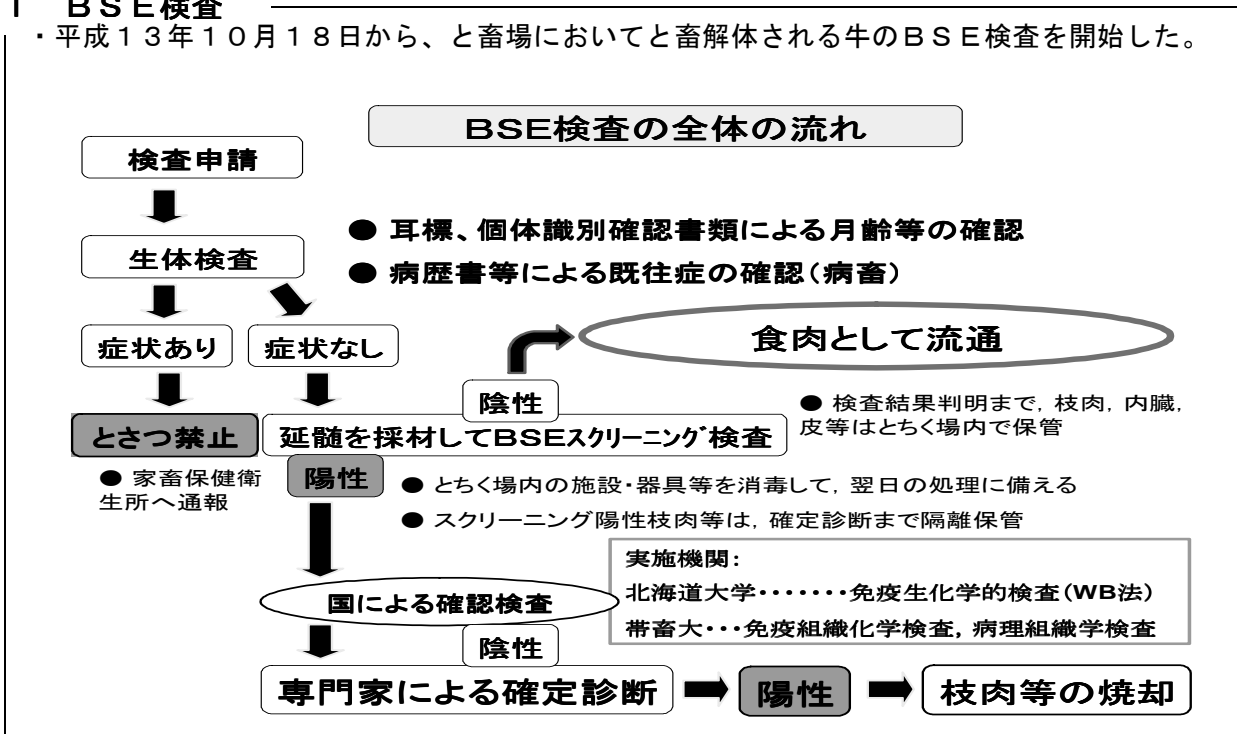 1 BSE検査
・平成13年10月18日から、と畜場においてと畜解体される牛のBSE検査を開始した。
BSE検査の全体の流れ
検査申請
生体検査
● 耳標、個体識別確認書類による月齢等の確認
● 病歴書等による既往症の確認(病畜)
症状あり
症状なし
食肉として流通
陰性
とさつ禁止
延髄を採材してBSEスクリーニング検査
● 検査結果判明まで, 枝肉, 内臓,
皮等はとちく場内で保管
● 家畜保健衛
生所へ通報
陽性
● とちく場内の施設・器具等を消毒して, 翌日の処理に備える
● スクリーニング陽性枝肉等は, 確定診断まで隔離保管
国による確認検査
実施機関:
北海道大学・・・・・・・免疫生化学的検査(WB法)
帯畜大・・・免疫組織化学検査, 病理組織学検査
陰性
専門家による確定診断
陽性
枝肉等の焼却